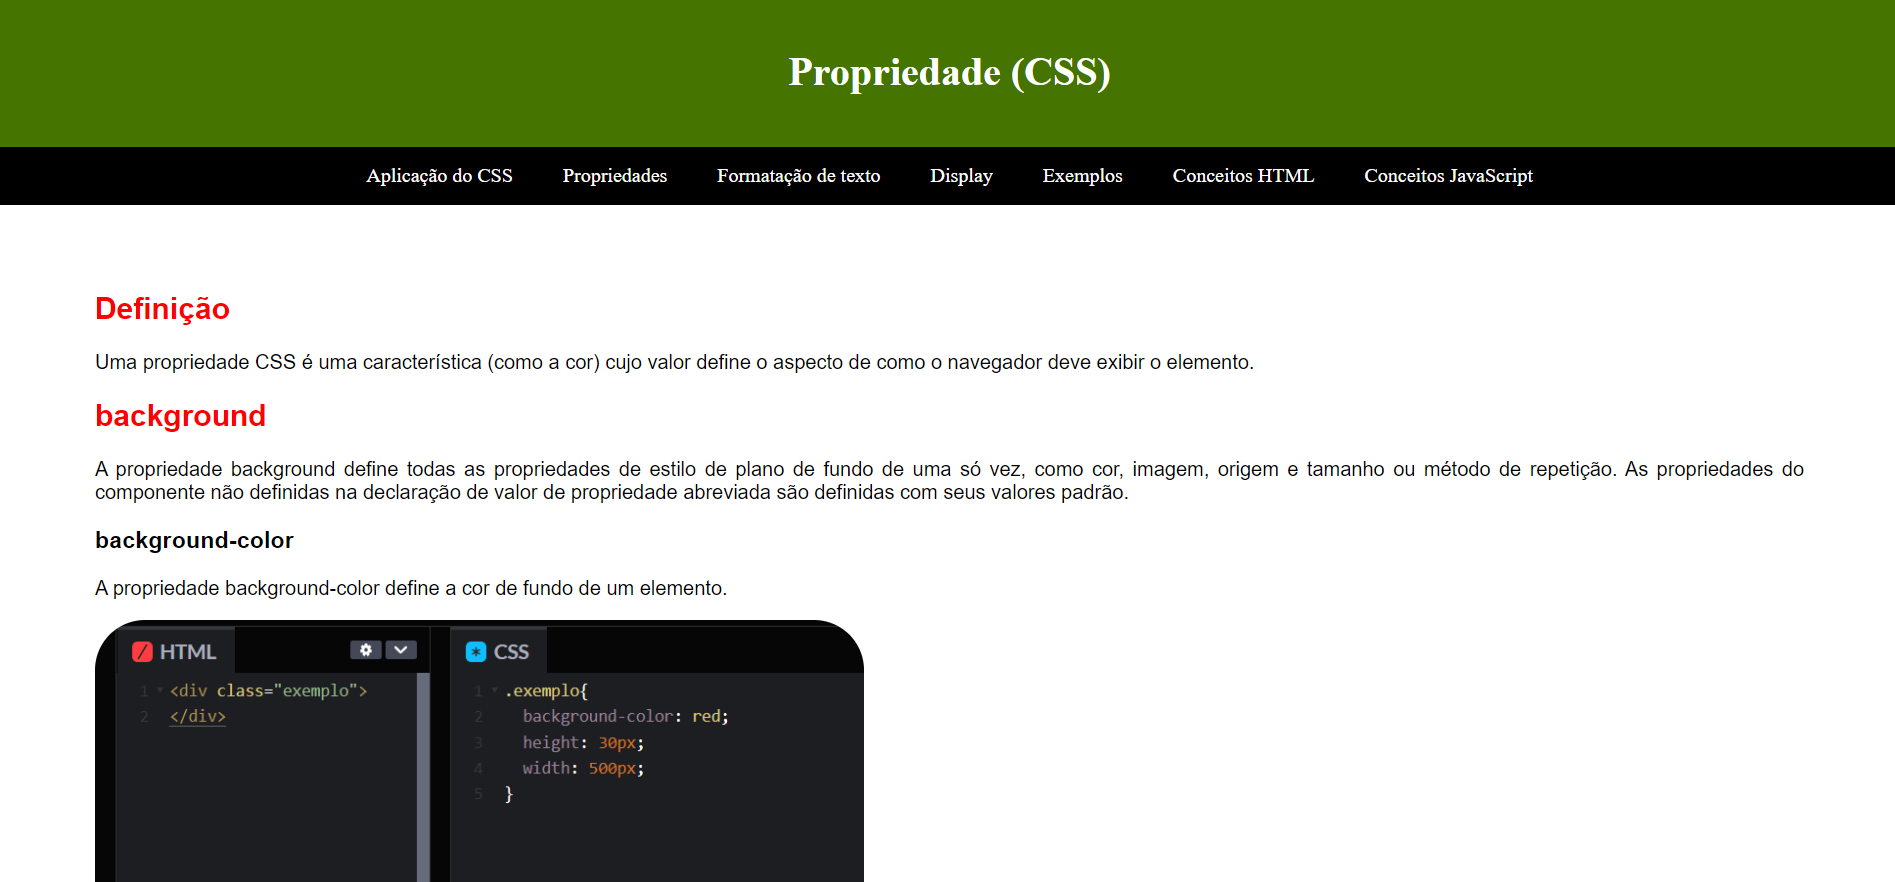 Propriedade (CSS)
Aplicação do CSS Propriedades Formatação de texto Display Exemplos Conceitos HTML Conceitos JavaScript
Definição
Uma propriedade CSS é uma característica (como a cor) cujo valor define o aspecto de como o navegador deve exibir o elemento.
background
A propriedade background define todas as propriedades de estilo de plano de fundo de uma só vez, como cor, imagem, origem e tamanho ou método de repetição. As propriedades do
componente não definidas na declaração de valor de propriedade abreviada são definidas com seus valores padrão.
background-color
A propriedade background-color define a cor de fundo de um elemento.
HTML
1 <div class="exemplo">
2 </div>
CSS
1 .exemplo{
2 background-color: red;
3 height: 30px;
4 width: 500px;
5 }